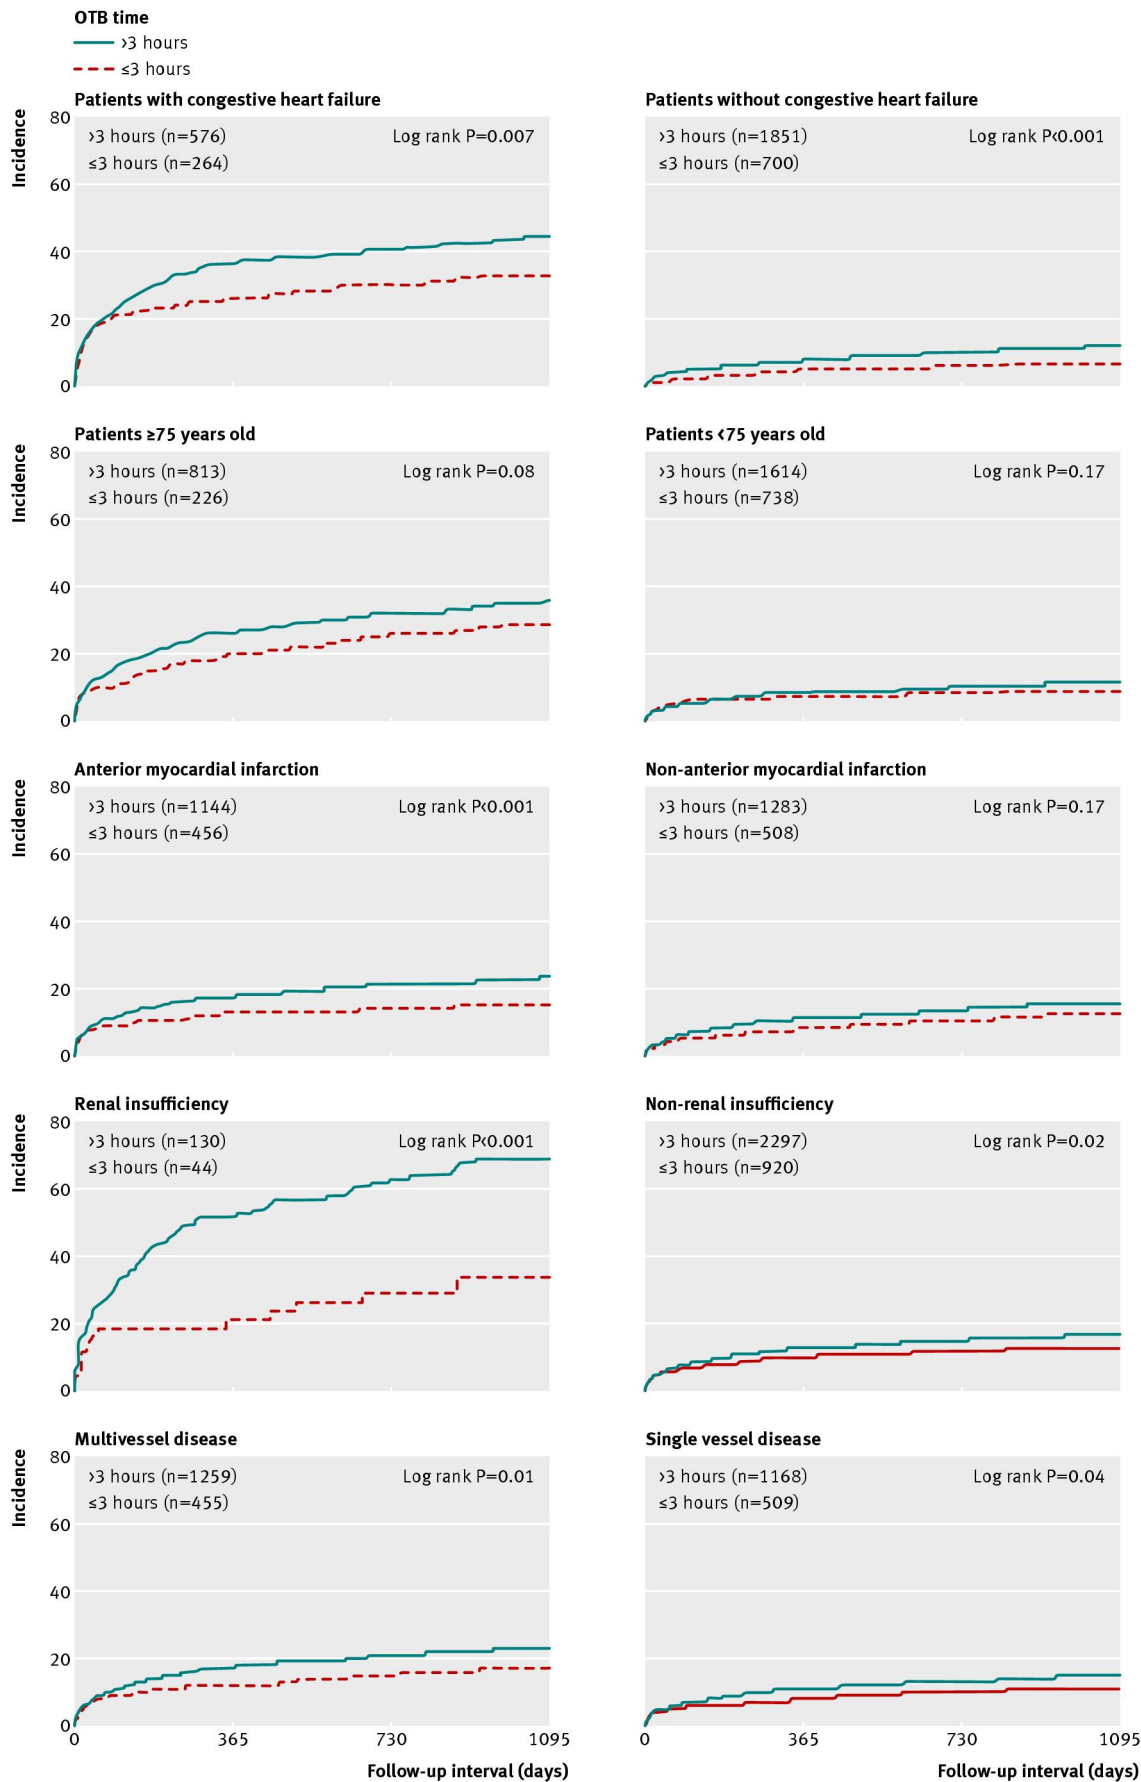 OTB time
>3 hours
≤3 hours
Patients with congestive heart failure
Incidence
80
60
40
20
0
>3 hours (n=576)
≤3 hours (n=264)
Log rank P=0.007
Patients without congestive heart failure
>3 hours (n=1851)
≤3 hours (n=700)
Log rank P<0.001
Patients ≥75 years old
Incidence
80
60
40
20
0
>3 hours (n=813)
≤3 hours (n=226)
Log rank P=0.08
Patients <75 years old
>3 hours (n=1614)
≤3 hours (n=738)
Log rank P=0.17
Anterior myocardial infarction
Incidence
80
60
40
20
0
>3 hours (n=1144)
≤3 hours (n=456)
Log rank P<0.001
Non-anterior myocardial infarction
>3 hours (n=1283)
≤3 hours (n=508)
Log rank P=0.17
Renal insufficiency
Incidence
80
60
40
20
0
>3 hours (n=130)
≤3 hours (n=44)
Log rank P<0.001
Non-renal insufficiency
>3 hours (n=2297)
≤3 hours (n=920)
Log rank P=0.02
Multivessel disease
Incidence
80
60
40
20
0
>3 hours (n=1259)
≤3 hours (n=455)
Log rank P=0.01
0 365 730 1095
Follow-up interval (days)
Single vessel disease
>3 hours (n=1168)
≤3 hours (n=509)
Log rank P=0.04
0 365 730 1095
Follow-up interval (days)